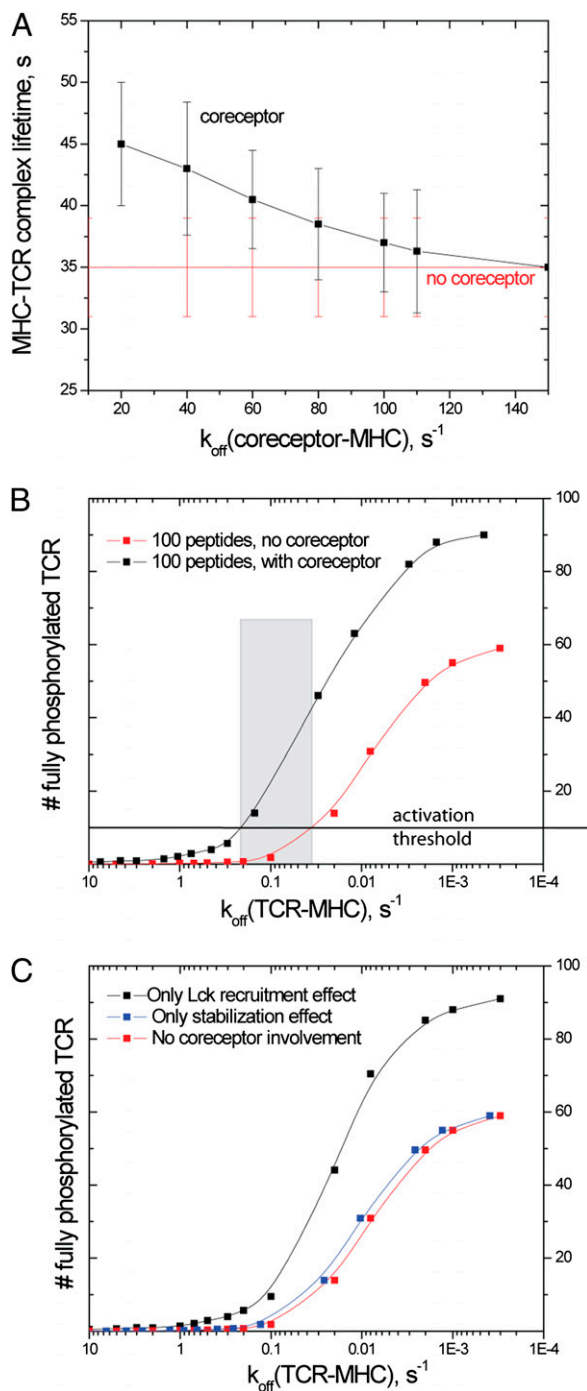 A
MHC-TCR complex lifetime, s
55
50
45
40
35
30
25
coreceptor
no coreceptor
20 40 60 80 100 120 140
k_off(coreceptor-MHC), s⁻¹
B
# fully phosphorylated TCR
100 peptides, no coreceptor
100 peptides, with coreceptor
100
80
60
40
20
activation
threshold
10 1 0.1 0.01 1E-3 1E-4
k_off(TCR-MHC), s⁻¹
C
# fully phosphorylated TCR
Only Lck recruitment effect
Only stabilization effect
No coreceptor involvement
100
80
60
40
20
10 1 0.1 0.01 1E-3 1E-4
k_off(TCR-MHC), s⁻¹